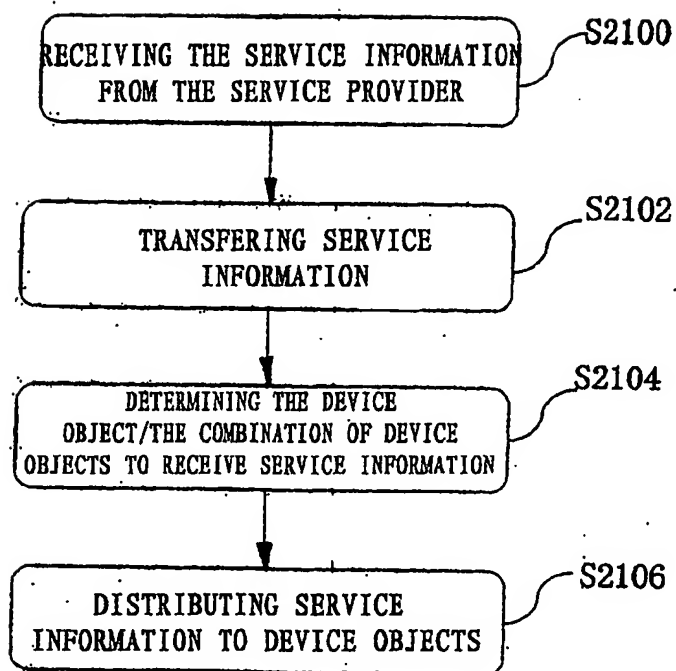 RECEIVING THE SERVICE INFORMATION
FROM THE SERVICE PROVIDER
S2100
TRANSFERING SERVICE
INFORMATION
S2102
DETERMINING THE DEVICE
OBJECT/THE COMBINATION OF DEVICE
OBJECTS TO RECEIVE SERVICE INFORMATION
S2104
DISTRIBUTING SERVICE
INFORMATION TO DEVICE OBJECTS
S2106